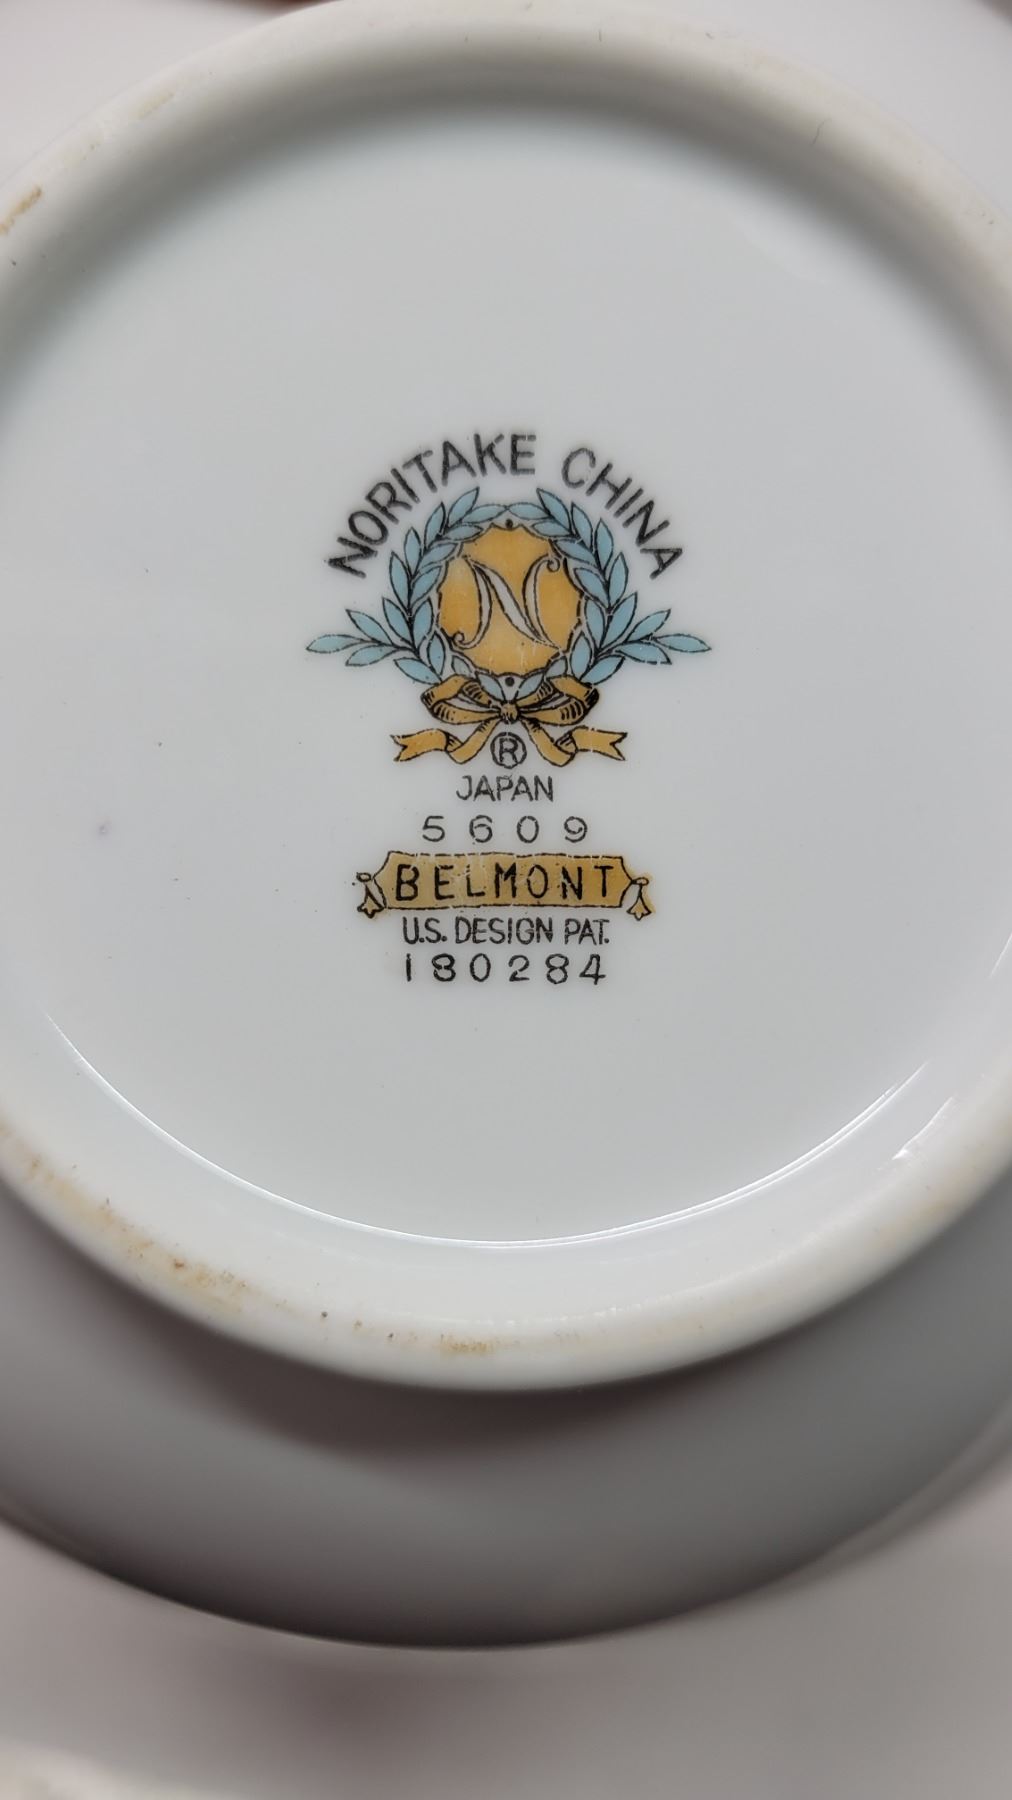 NORITAKE CHINA
N
®
JAPAN
5609
BELMONT
U.S. DESIGN PAT.
180284